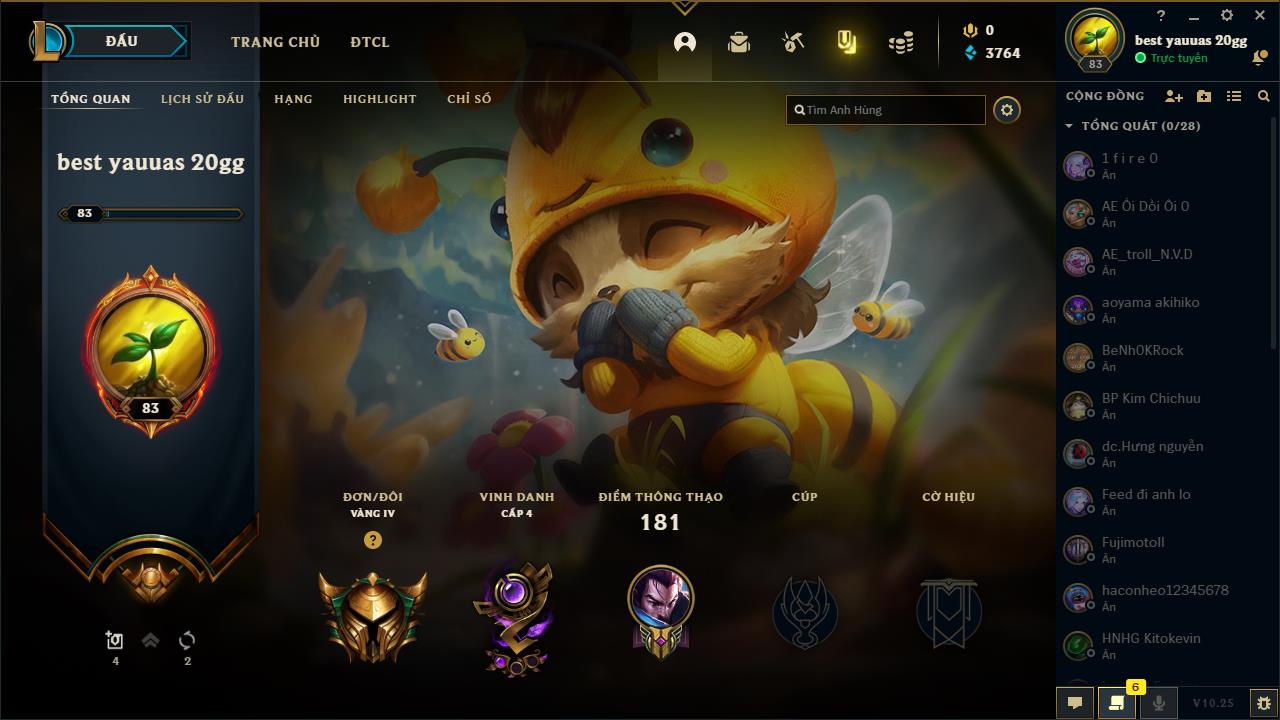 ĐẤU
TRANG CHỦ
ĐTCL
0
3764
?
best yauuas 20gg
Trực tuyến
83
TỔNG QUAN
LỊCH SỬ ĐẤU
HẠNG
HIGHLIGHT
CHỈ SỐ
Tìm Anh Hùng
best yauuas 20gg
83
83
4
2
ĐƠN/ĐÔI
VÀNG IV
?
VINH DANH
CẤP 4
ĐIỂM THÔNG THẠO
181
CÚP
CỜ HIỆU
CỘNG ĐỒNG
TỔNG QUÁT (0/28)
1 f i r e 0
Ẩn
AE Ôi Dòi Ôi 0
Ẩn
AE_troll_N.V.D
Ẩn
aoyama akihiko
Ẩn
BeNh0KRock
Ẩn
BP Kim Chichuu
Ẩn
dc.Hưng nguyễn
Ẩn
Feed đi anh lo
Ẩn
Fujimotoll
Ẩn
haconheo12345678
Ẩn
HNHG Kitokevin
Ẩn
6
V10.25